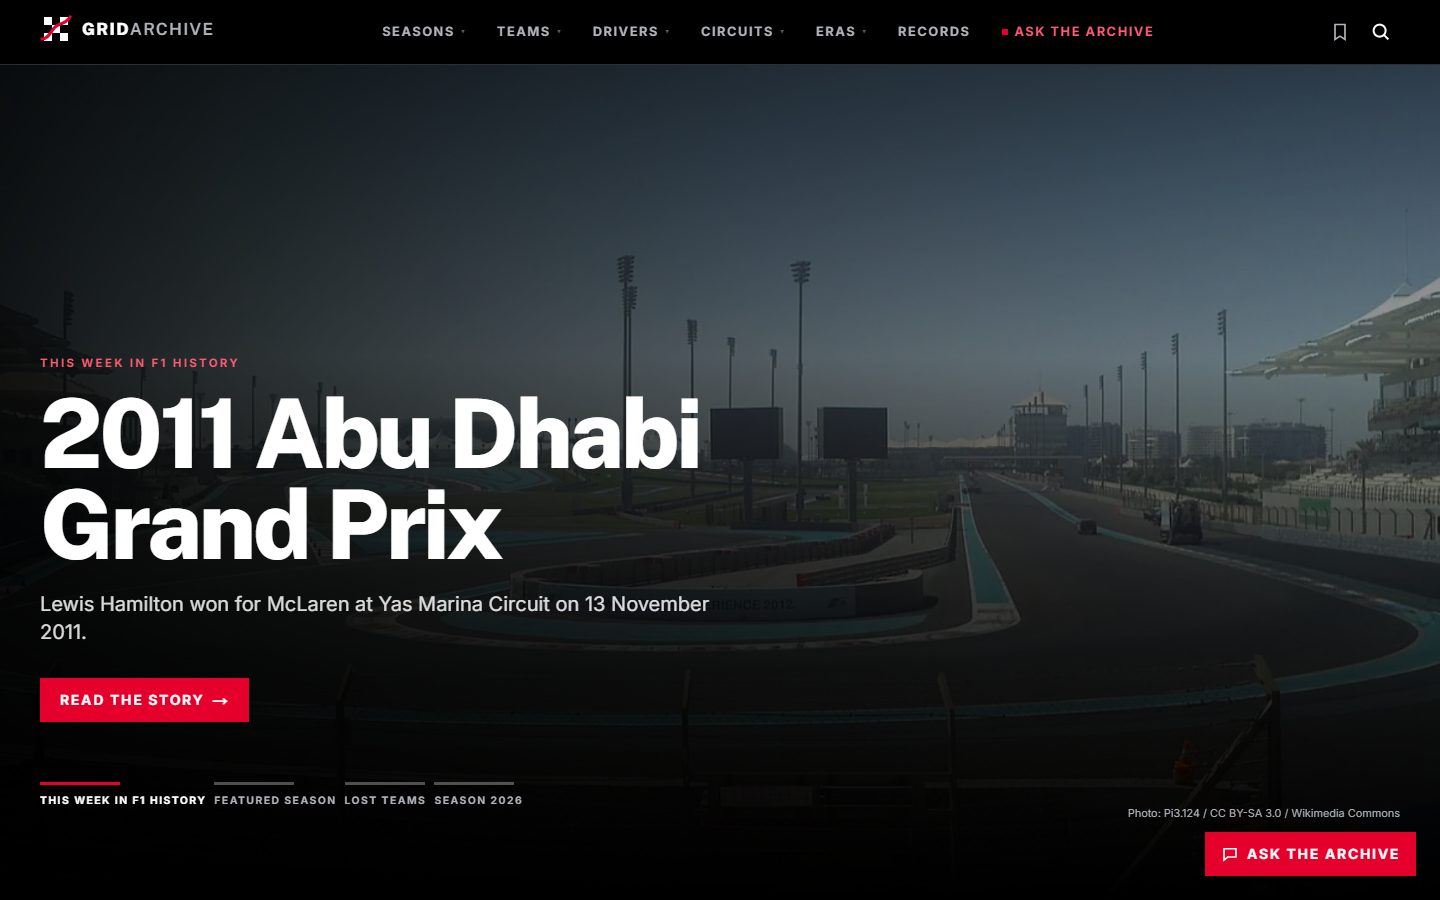 GRIDARCHIVE
SEASONS
TEAMS
DRIVERS
CIRCUITS
ERAS
RECORDS
ASK THE ARCHIVE
THIS WEEK IN F1 HISTORY
2011 Abu Dhabi
Grand Prix
Lewis Hamilton won for McLaren at Yas Marina Circuit on 13 November
2011.
READ THE STORY →
THIS WEEK IN F1 HISTORY
FEATURED SEASON
LOST TEAMS
SEASON 2026
Photo: Pi3.124 / CC BY-SA 3.0 / Wikimedia Commons
ASK THE ARCHIVE